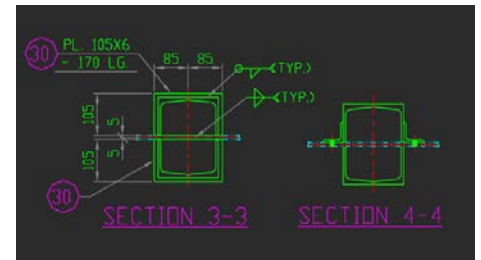 30
PL. 105X6
- 170 LG.
85 85
(TYP.)
(TYP.)
105
5
5
105
30
SECTION 3-3
SECTION 4-4